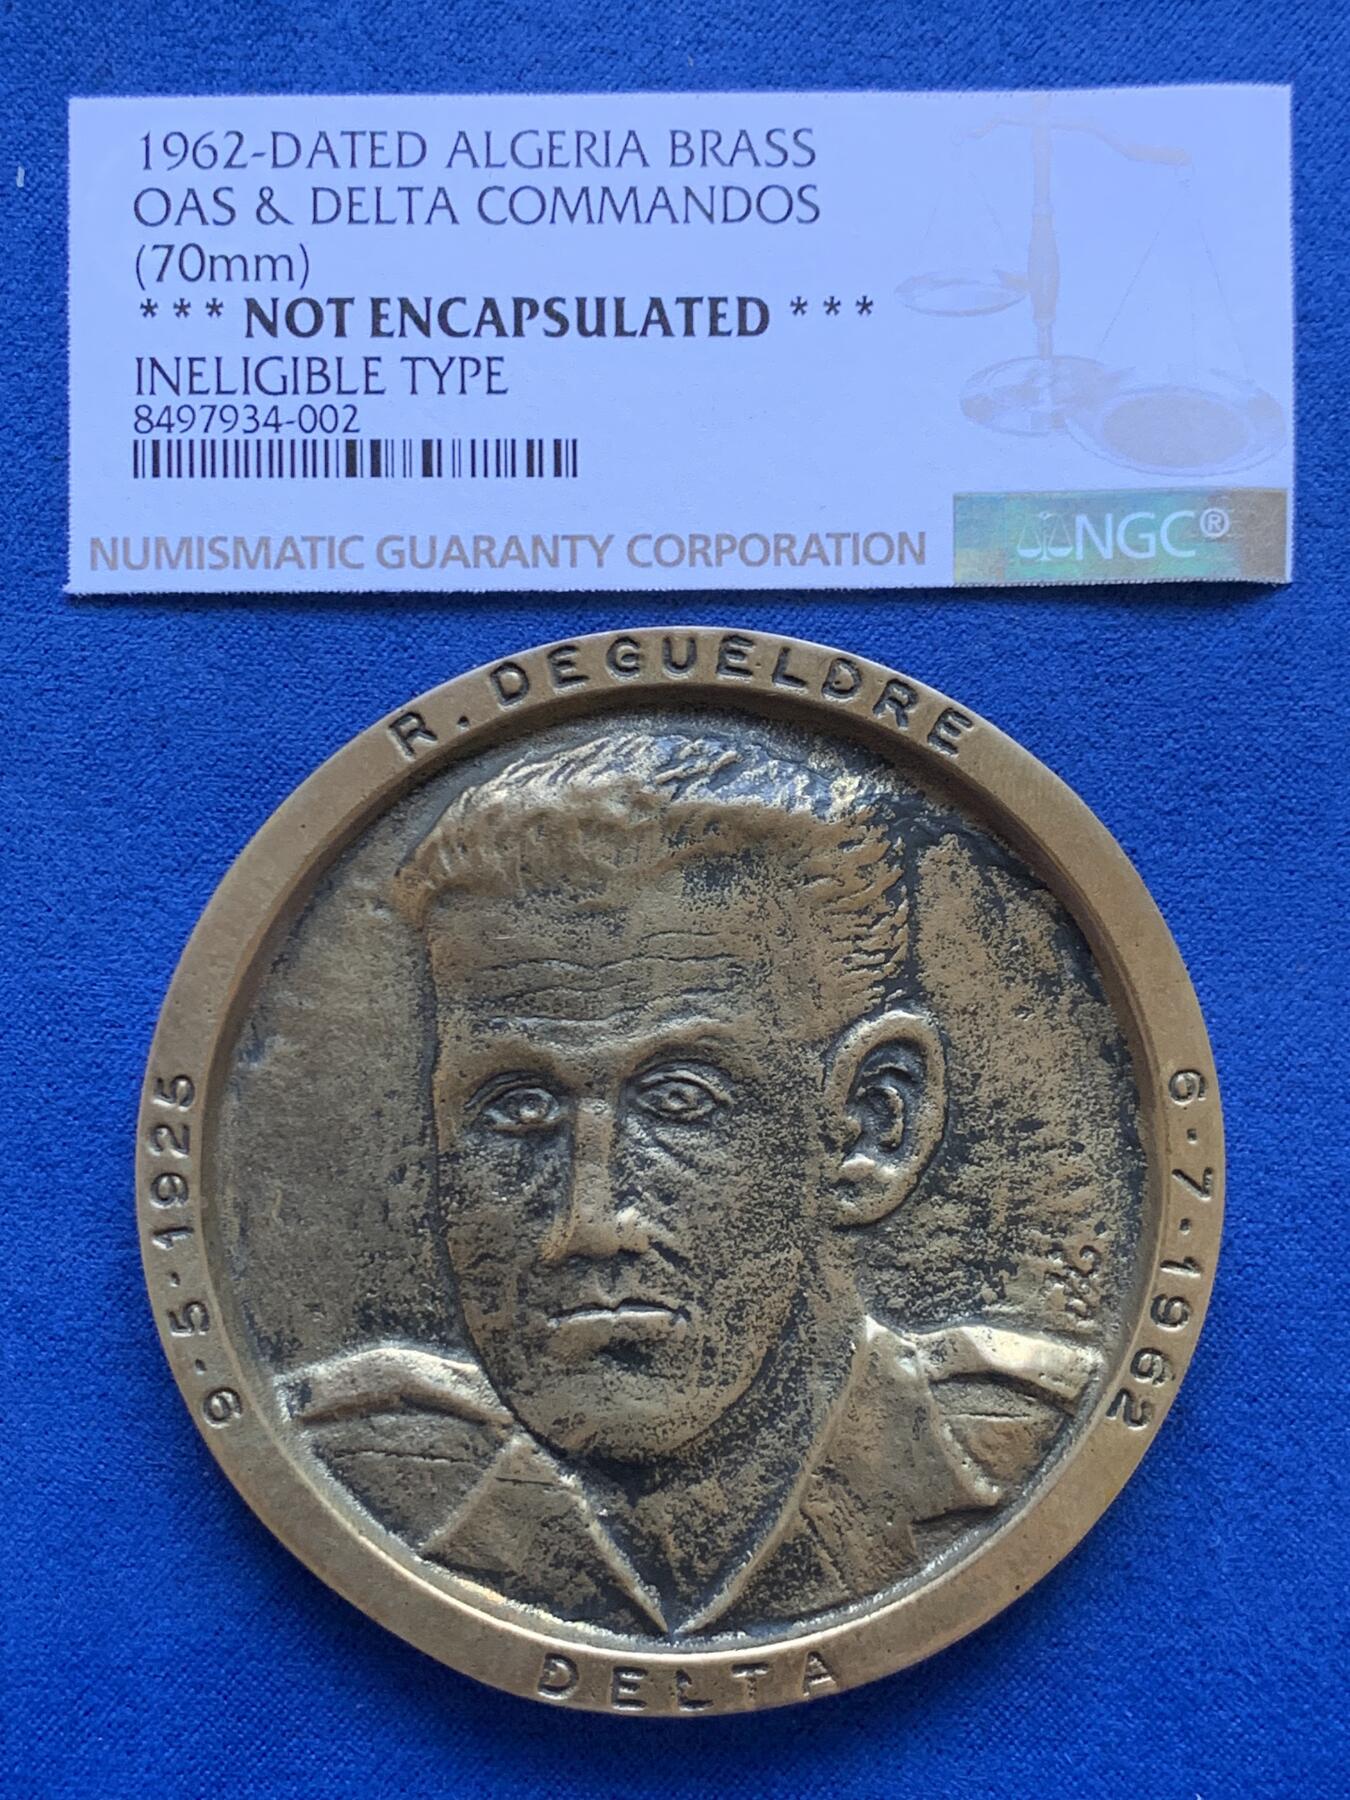 1962-DATED ALGERIA BRASS
OAS & DELTA COMMANDOS
(70mm)
*** NOT ENCAPSULATED ***
INELIGIBLE TYPE
8497934-002
NUMISMATIC GUARANTY CORPORATION
NGC®
R. DEGUELDRE
9·5·1925
6·7·1962
DELTA